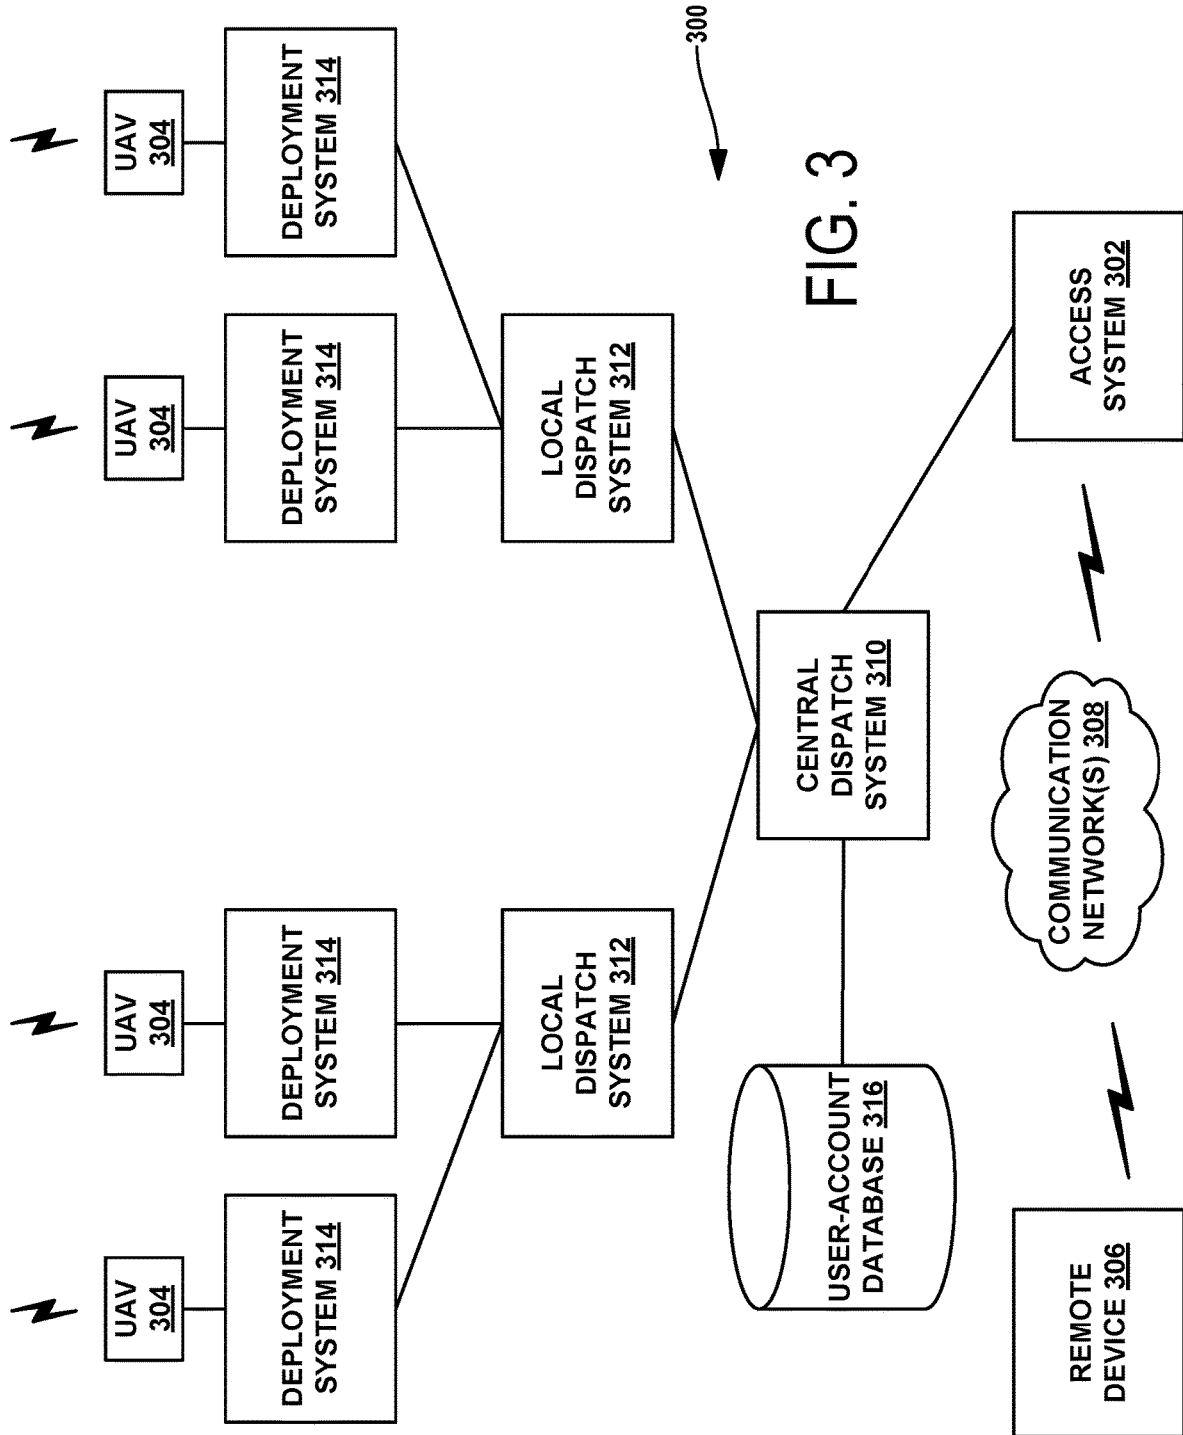 UAV
304
UAV
304
UAV
304
UAV
304
DEPLOYMENT
SYSTEM 314
DEPLOYMENT
SYSTEM 314
DEPLOYMENT
SYSTEM 314
DEPLOYMENT
SYSTEM 314
LOCAL
DISPATCH
SYSTEM 312
LOCAL
DISPATCH
SYSTEM 312
300
USER-ACCOUNT
DATABASE 316
CENTRAL
DISPATCH
SYSTEM 310
FIG. 3
REMOTE
DEVICE 306
COMMUNICATION
NETWORK(S) 308
ACCESS
SYSTEM 302